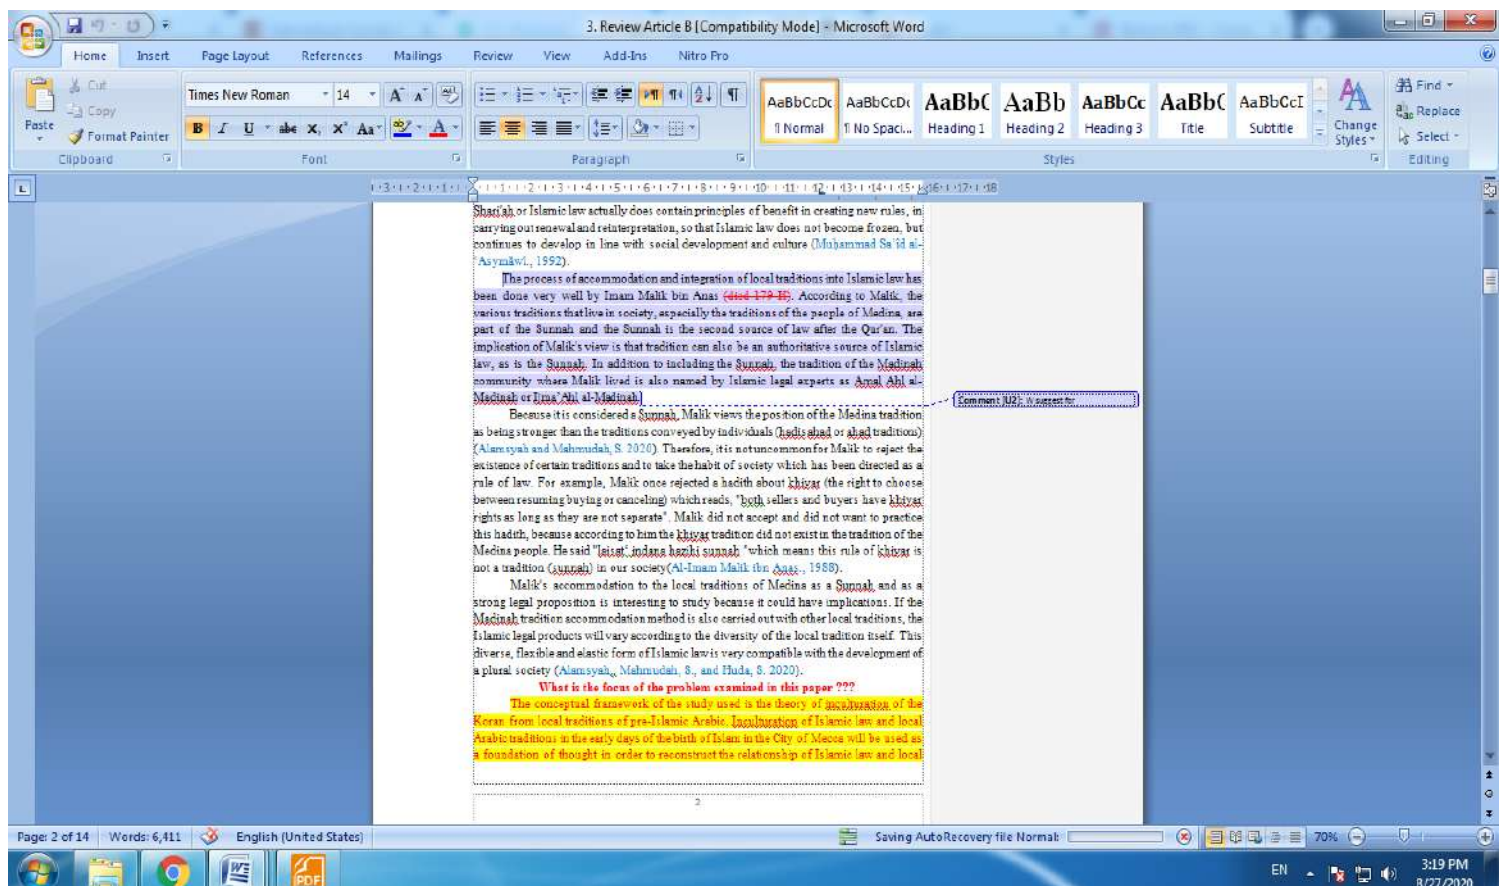 3. Review Article B [Compatibility Mode] - Microsoft Word
Home Insert Page Layout References Mailings Review View Add-Ins Nitro Pro
Paste
Cut
Copy
Format Painter
Clipboard
Times New Roman 14
Font
Paragraph
AaBbCcDc AaBbCcDc AaBbC AaBb AaBbCc AaBbC AaBbCcI
¶ Normal ¶ No Spaci... Heading 1 Heading 2 Heading 3 Title Subtitle
Change Styles
Styles
Find
Replace
Select
Editing
Shari'ah or Islamic law actually does contain principles of benefit in creating new rules, in
carrying out renewal and reinterpretation, so that Islamic law does not become frozen, but
continues to develop in line with social development and culture (Muḥammad Sa'îd al-
'Asymâwî., 1992).
The process of accommodation and integration of local traditions into Islamic law has
been done very well by Imam Malik bin Anas (died 179 H). According to Malik, the
various traditions that live in society, especially the traditions of the people of Medina, are
part of the Sunnah and the Sunnah is the second source of law after the Qur'an. The
implication of Malik's view is that tradition can also be an authoritative source of Islamic
law, as is the Sunnah. In addition to including the Sunnah, the tradition of the Madinah
community where Malik lived is also named by Islamic legal experts as Amal Ahl al-
Madinah or Ijma' Ahl al-Madinah.
Comment [U2]: W suggest for
Because it is considered a Sunnah, Malik views the position of the Medina tradition
as being stronger than the traditions conveyed by individuals (hadis ahad or ahad traditions)
(Alamsyah and Mahmudah, S. 2020). Therefore, it is not uncommon for Malik to reject the
existence of certain traditions and to take the habit of society which has been directed as a
rule of law. For example, Malik once rejected a hadith about khiyar (the right to choose
between resuming buying or canceling) which reads, "both sellers and buyers have khiyar
rights as long as they are not separate". Malik did not accept and did not want to practice
this hadith, because according to him the khiyar tradition did not exist in the tradition of the
Medina people. He said "laisat' indana hazihi sunnah "which means this rule of khiyar is
not a tradition (sunnah) in our society(Al-Imam Malik ibn Anas., 1988).
Malik's accommodation to the local traditions of Medina as a Sunnah and as a
strong legal proposition is interesting to study because it could have implications. If the
Madinah tradition accommodation method is also carried out with other local traditions, the
Islamic legal products will vary according to the diversity of the local tradition itself. This
diverse, flexible and elastic form of Islamic law is very compatible with the development of
a plural society (Alamsyah,, Mahmudah, S., and Huda, S. 2020).
What is the focus of the problem examined in this paper ???
The conceptual framework of the study used is the theory of inculturation of the
Koran from local traditions of pre-Islamic Arabic. Inculturation of Islamic law and local
Arabic traditions in the early days of the birth of Islam in the City of Mecca will be used as
a foundation of thought in order to reconstruct the relationship of Islamic law and local
2
Page: 2 of 14 Words: 6,411 English (United States) Saving AutoRecovery file Normal: 70%
EN 3:19 PM
8/27/2020